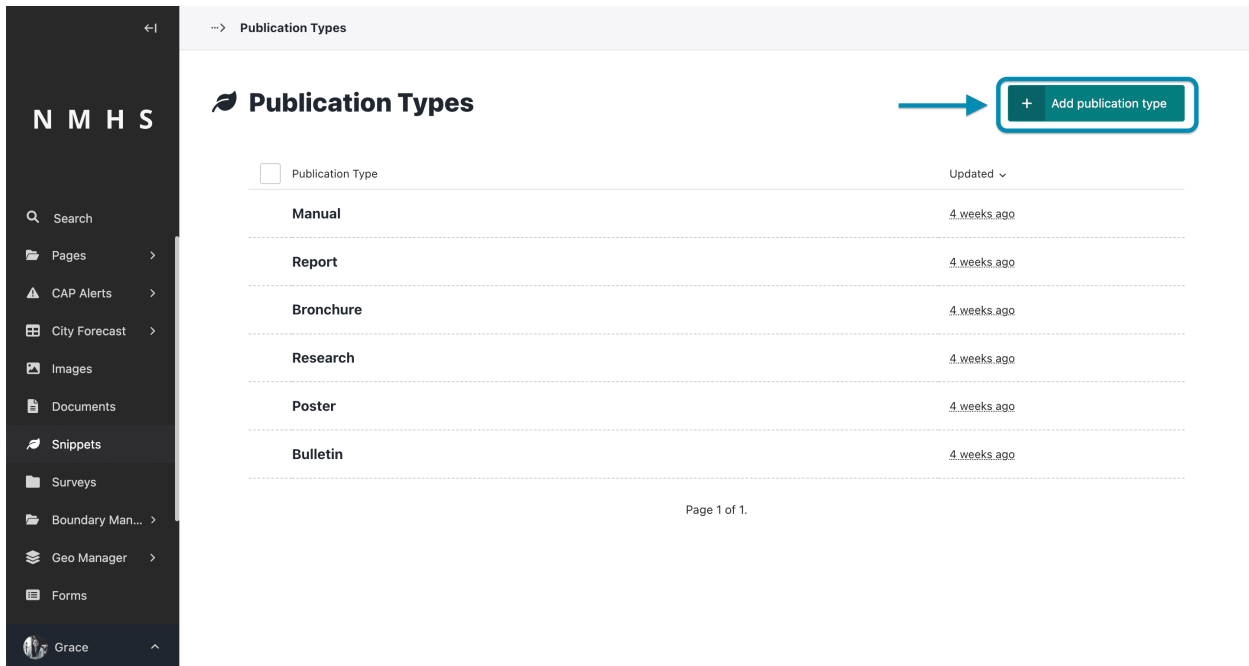 Publication Types
N M H S
Search
Pages
CAP Alerts
City Forecast
Images
Documents
Snippets
Surveys
Boundary Man...
Geo Manager
Forms
Grace
Publication Types
+ Add publication type
Publication Type Updated
Manual 4 weeks ago
Report 4 weeks ago
Bronchure 4 weeks ago
Research 4 weeks ago
Poster 4 weeks ago
Bulletin 4 weeks ago
Page 1 of 1.